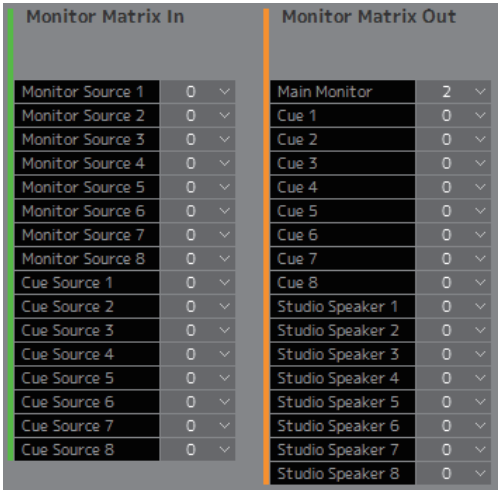 Monitor Matrix In
Monitor Source 1 0
Monitor Source 2 0
Monitor Source 3 0
Monitor Source 4 0
Monitor Source 5 0
Monitor Source 6 0
Monitor Source 7 0
Monitor Source 8 0
Cue Source 1 0
Cue Source 2 0
Cue Source 3 0
Cue Source 4 0
Cue Source 5 0
Cue Source 6 0
Cue Source 7 0
Cue Source 8 0
Monitor Matrix Out
Main Monitor 2
Cue 1 0
Cue 2 0
Cue 3 0
Cue 4 0
Cue 5 0
Cue 6 0
Cue 7 0
Cue 8 0
Studio Speaker 1 0
Studio Speaker 2 0
Studio Speaker 3 0
Studio Speaker 4 0
Studio Speaker 5 0
Studio Speaker 6 0
Studio Speaker 7 0
Studio Speaker 8 0